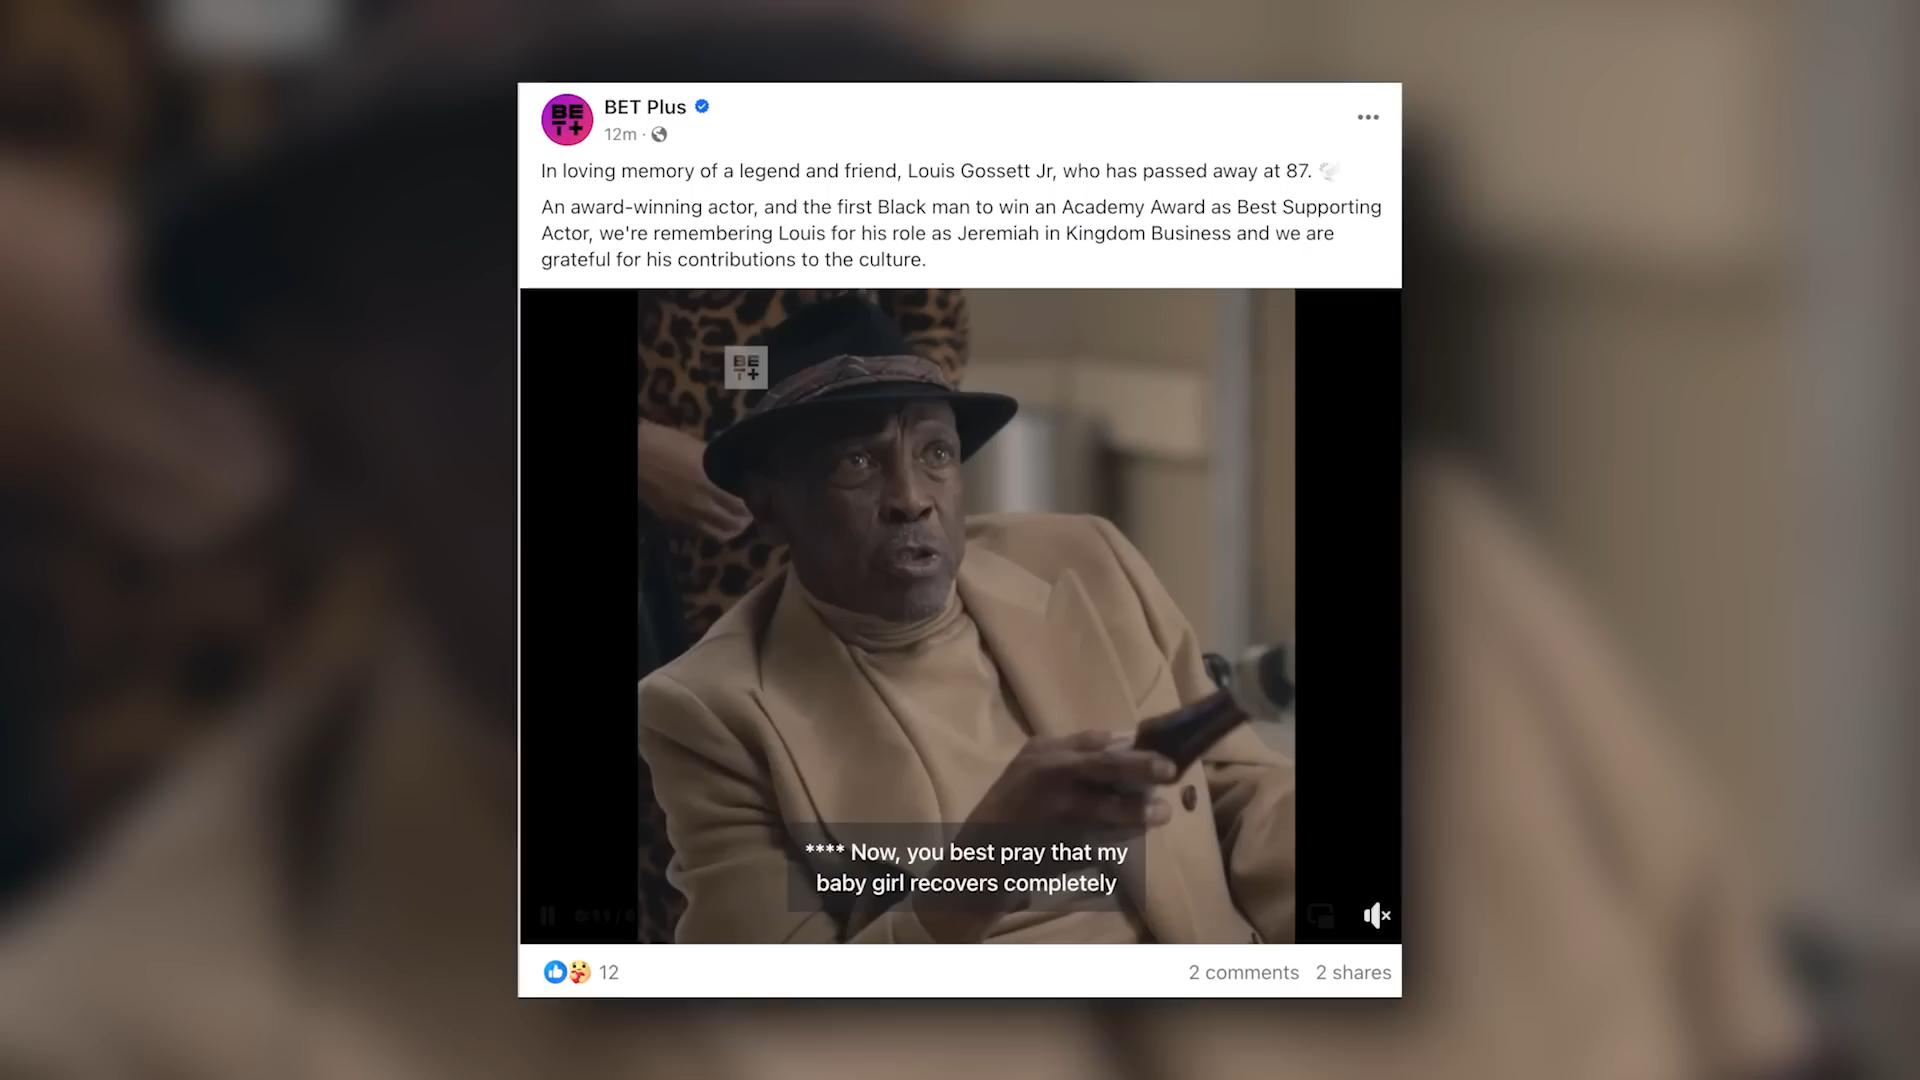 BET Plus
12m ·
In loving memory of a legend and friend, Louis Gossett Jr, who has passed away at 87.
An award-winning actor, and the first Black man to win an Academy Award as Best Supporting
Actor, we're remembering Louis for his role as Jeremiah in Kingdom Business and we are
grateful for his contributions to the culture.
BE
T+
BE
T+
**** Now, you best pray that my
baby girl recovers completely
12
2 comments 2 shares